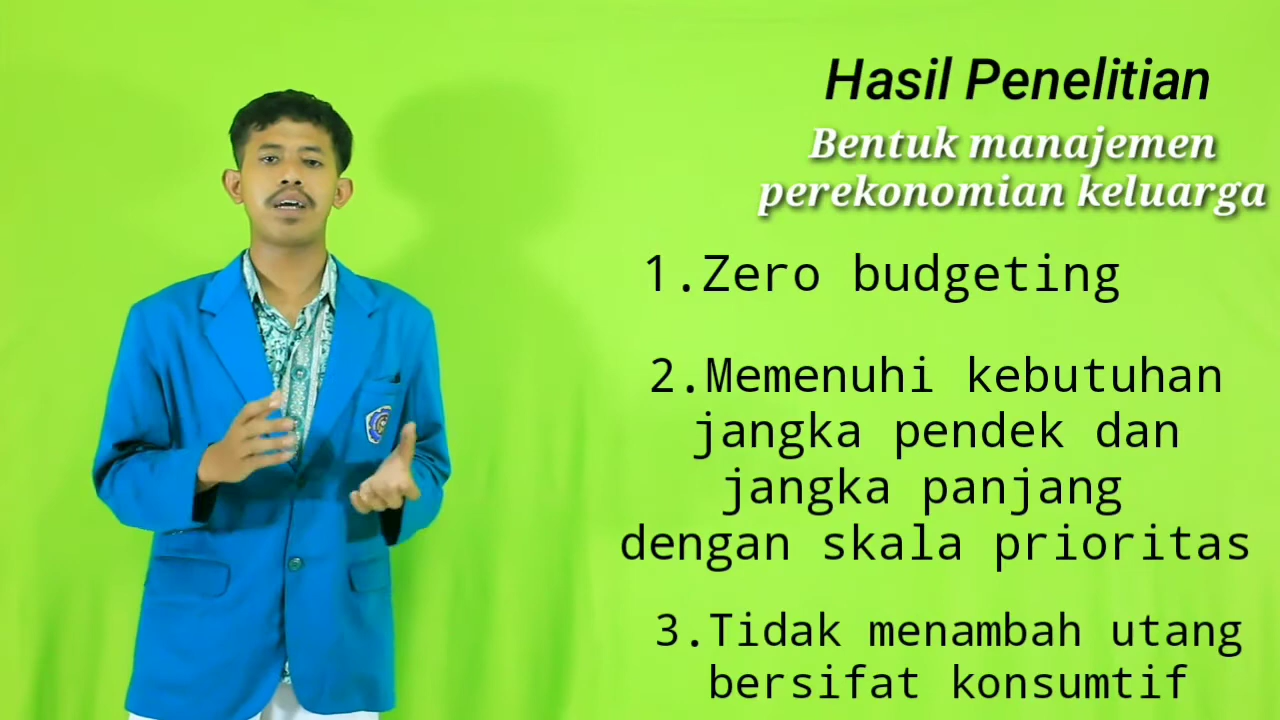 Hasil Penelitian
Bentuk manajemen
perekonomian keluarga
1.Zero budgeting
2.Memenuhi kebutuhan
jangka pendek dan
jangka panjang
dengan skala prioritas
3.Tidak menambah utang
bersifat konsumtif